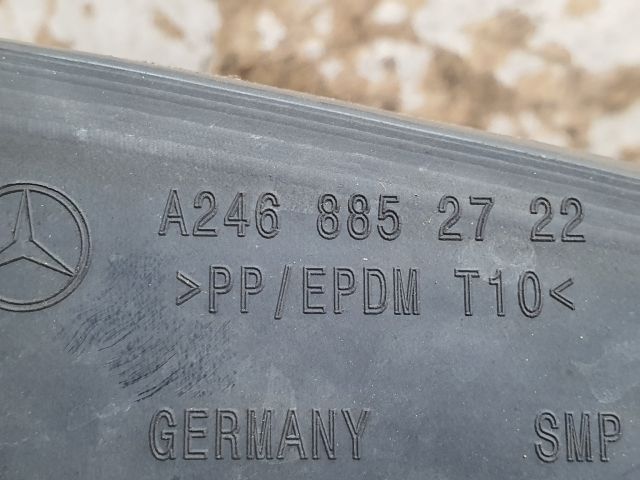 A246 885 27 22
>PP/EPDM T10<
GERMANY SMP